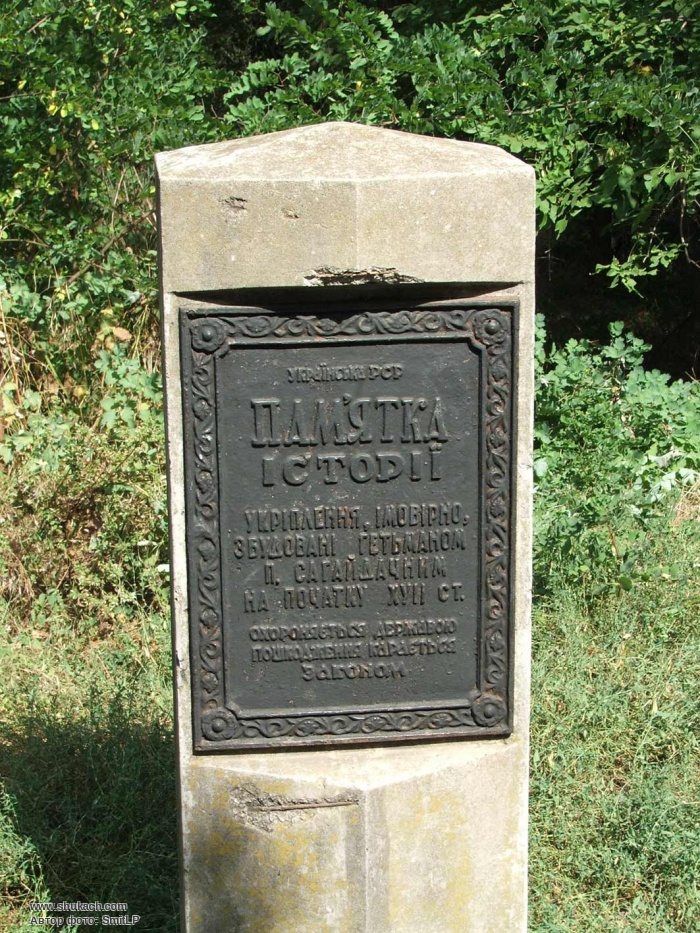 УКРАЇНСЬКА РСР
ПАМ'ЯТКА
ІСТОРІЇ
УКРІПЛЕННЯ, ІМОВІРНО,
ЗБУДОВАНІ ГЕТЬМАНОМ
П. САГАЙДАЧНИМ
НА ПОЧАТКУ XVII СТ.
ОХОРОНЯЄТЬСЯ ДЕРЖАВОЮ
ПОШКОДЖЕННЯ КАРАЄТЬСЯ
ЗАКОНОМ
www.shukach.com
Автор фото: SmitLP